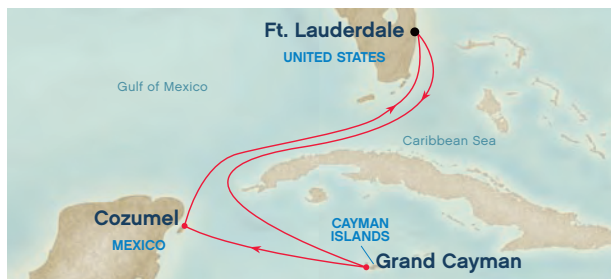 Ft. Lauderdale
UNITED STATES
Gulf of Mexico
Caribbean Sea
Cozumel
MEXICO
CAYMAN
ISLANDS
Grand Cayman